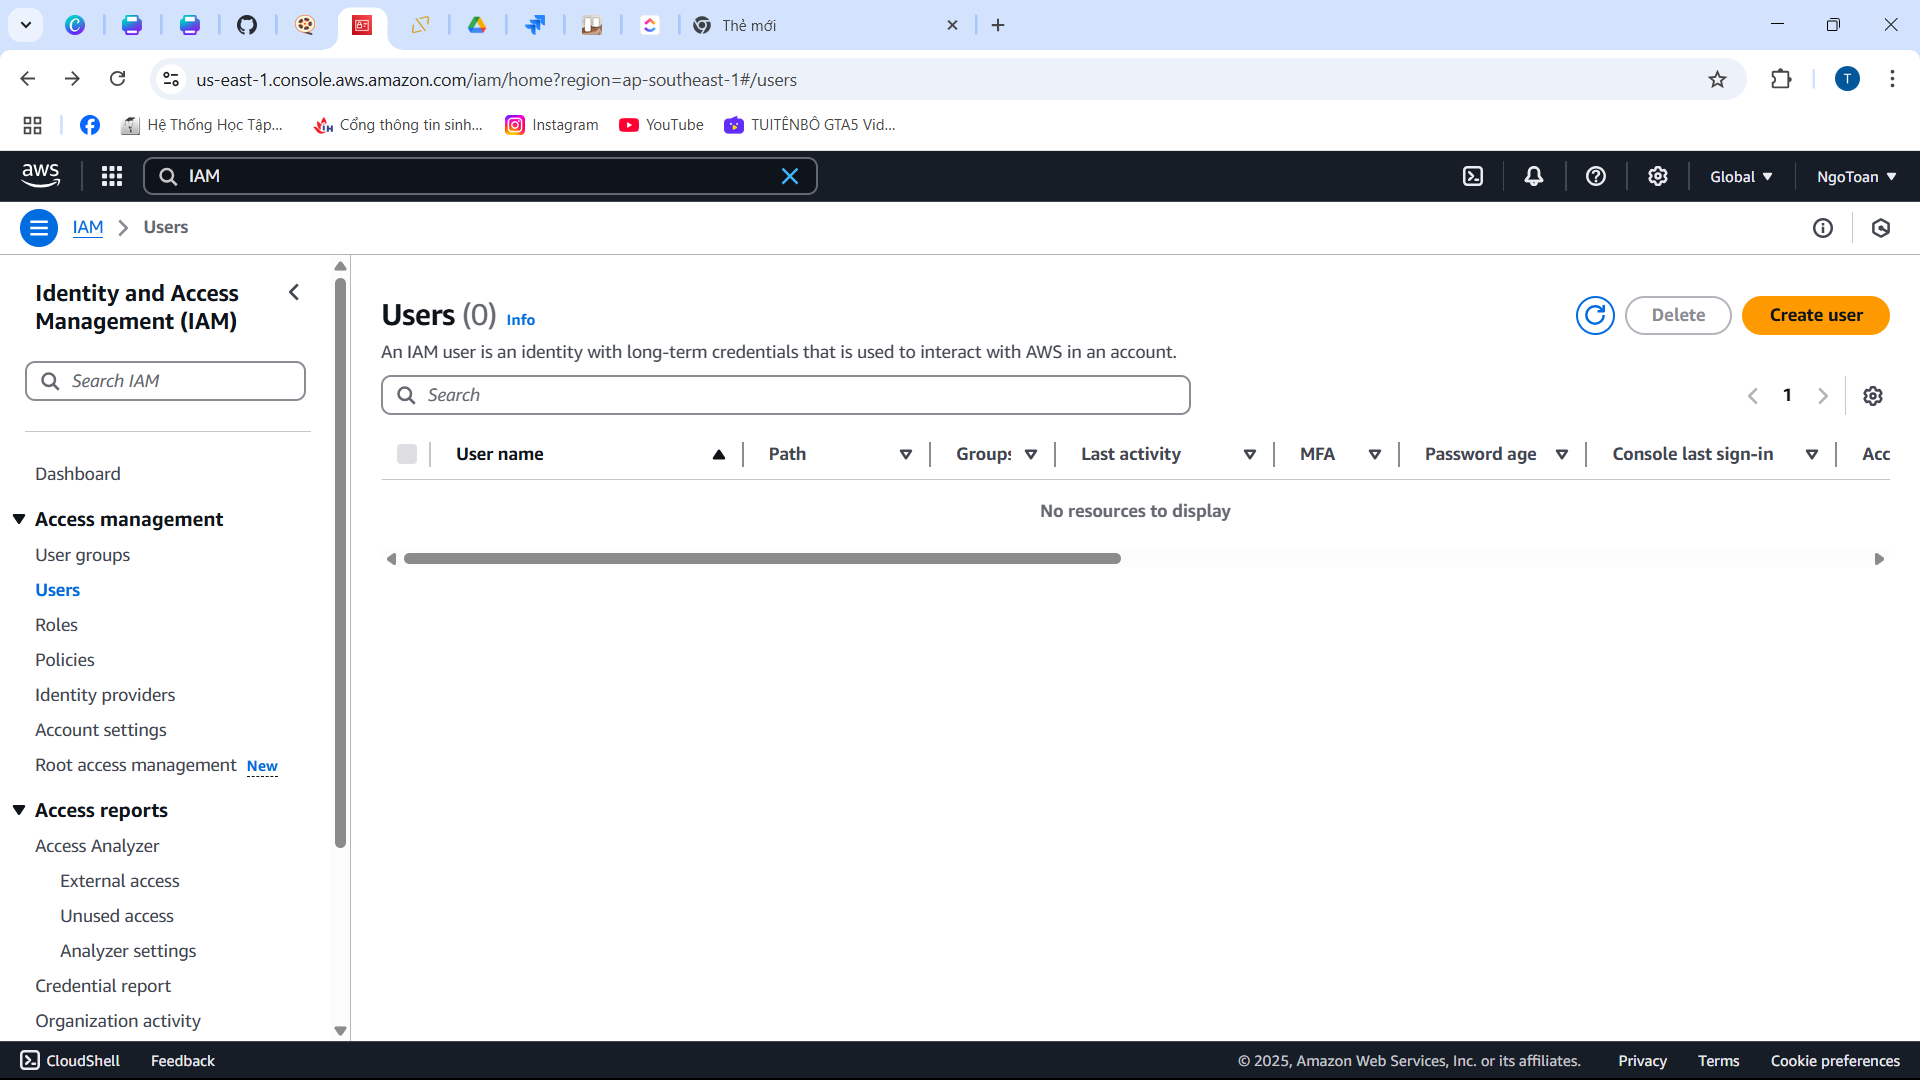 Thẻ mới
us-east-1.console.aws.amazon.com/iam/home?region=ap-southeast-1#/users
T
Hệ Thống Học Tập...
Cổng thông tin sinh...
Instagram
YouTube
TUITÊNBÔ GTA5 Vid...
aws
IAM
Global
NgoToan
IAM
Users
Identity and Access
Management (IAM)
Search IAM
Dashboard
Access management
User groups
Users
Roles
Policies
Identity providers
Account settings
Root access management New
Access reports
Access Analyzer
External access
Unused access
Analyzer settings
Credential report
Organization activity
Users (0) Info
Delete
Create user
An IAM user is an identity with long-term credentials that is used to interact with AWS in an account.
Search
1
User name
Path
Groups
Last activity
MFA
Password age
Console last sign-in
Acc
No resources to display
CloudShell
Feedback
© 2025, Amazon Web Services, Inc. or its affiliates.
Privacy
Terms
Cookie preferences